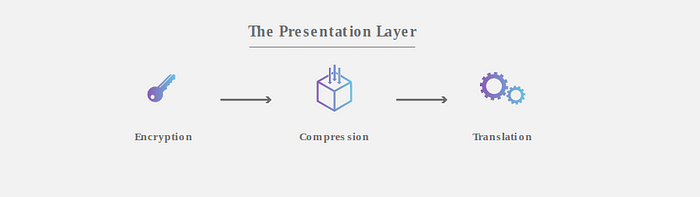 The Presentation Layer
Encryption
Compression
Translation